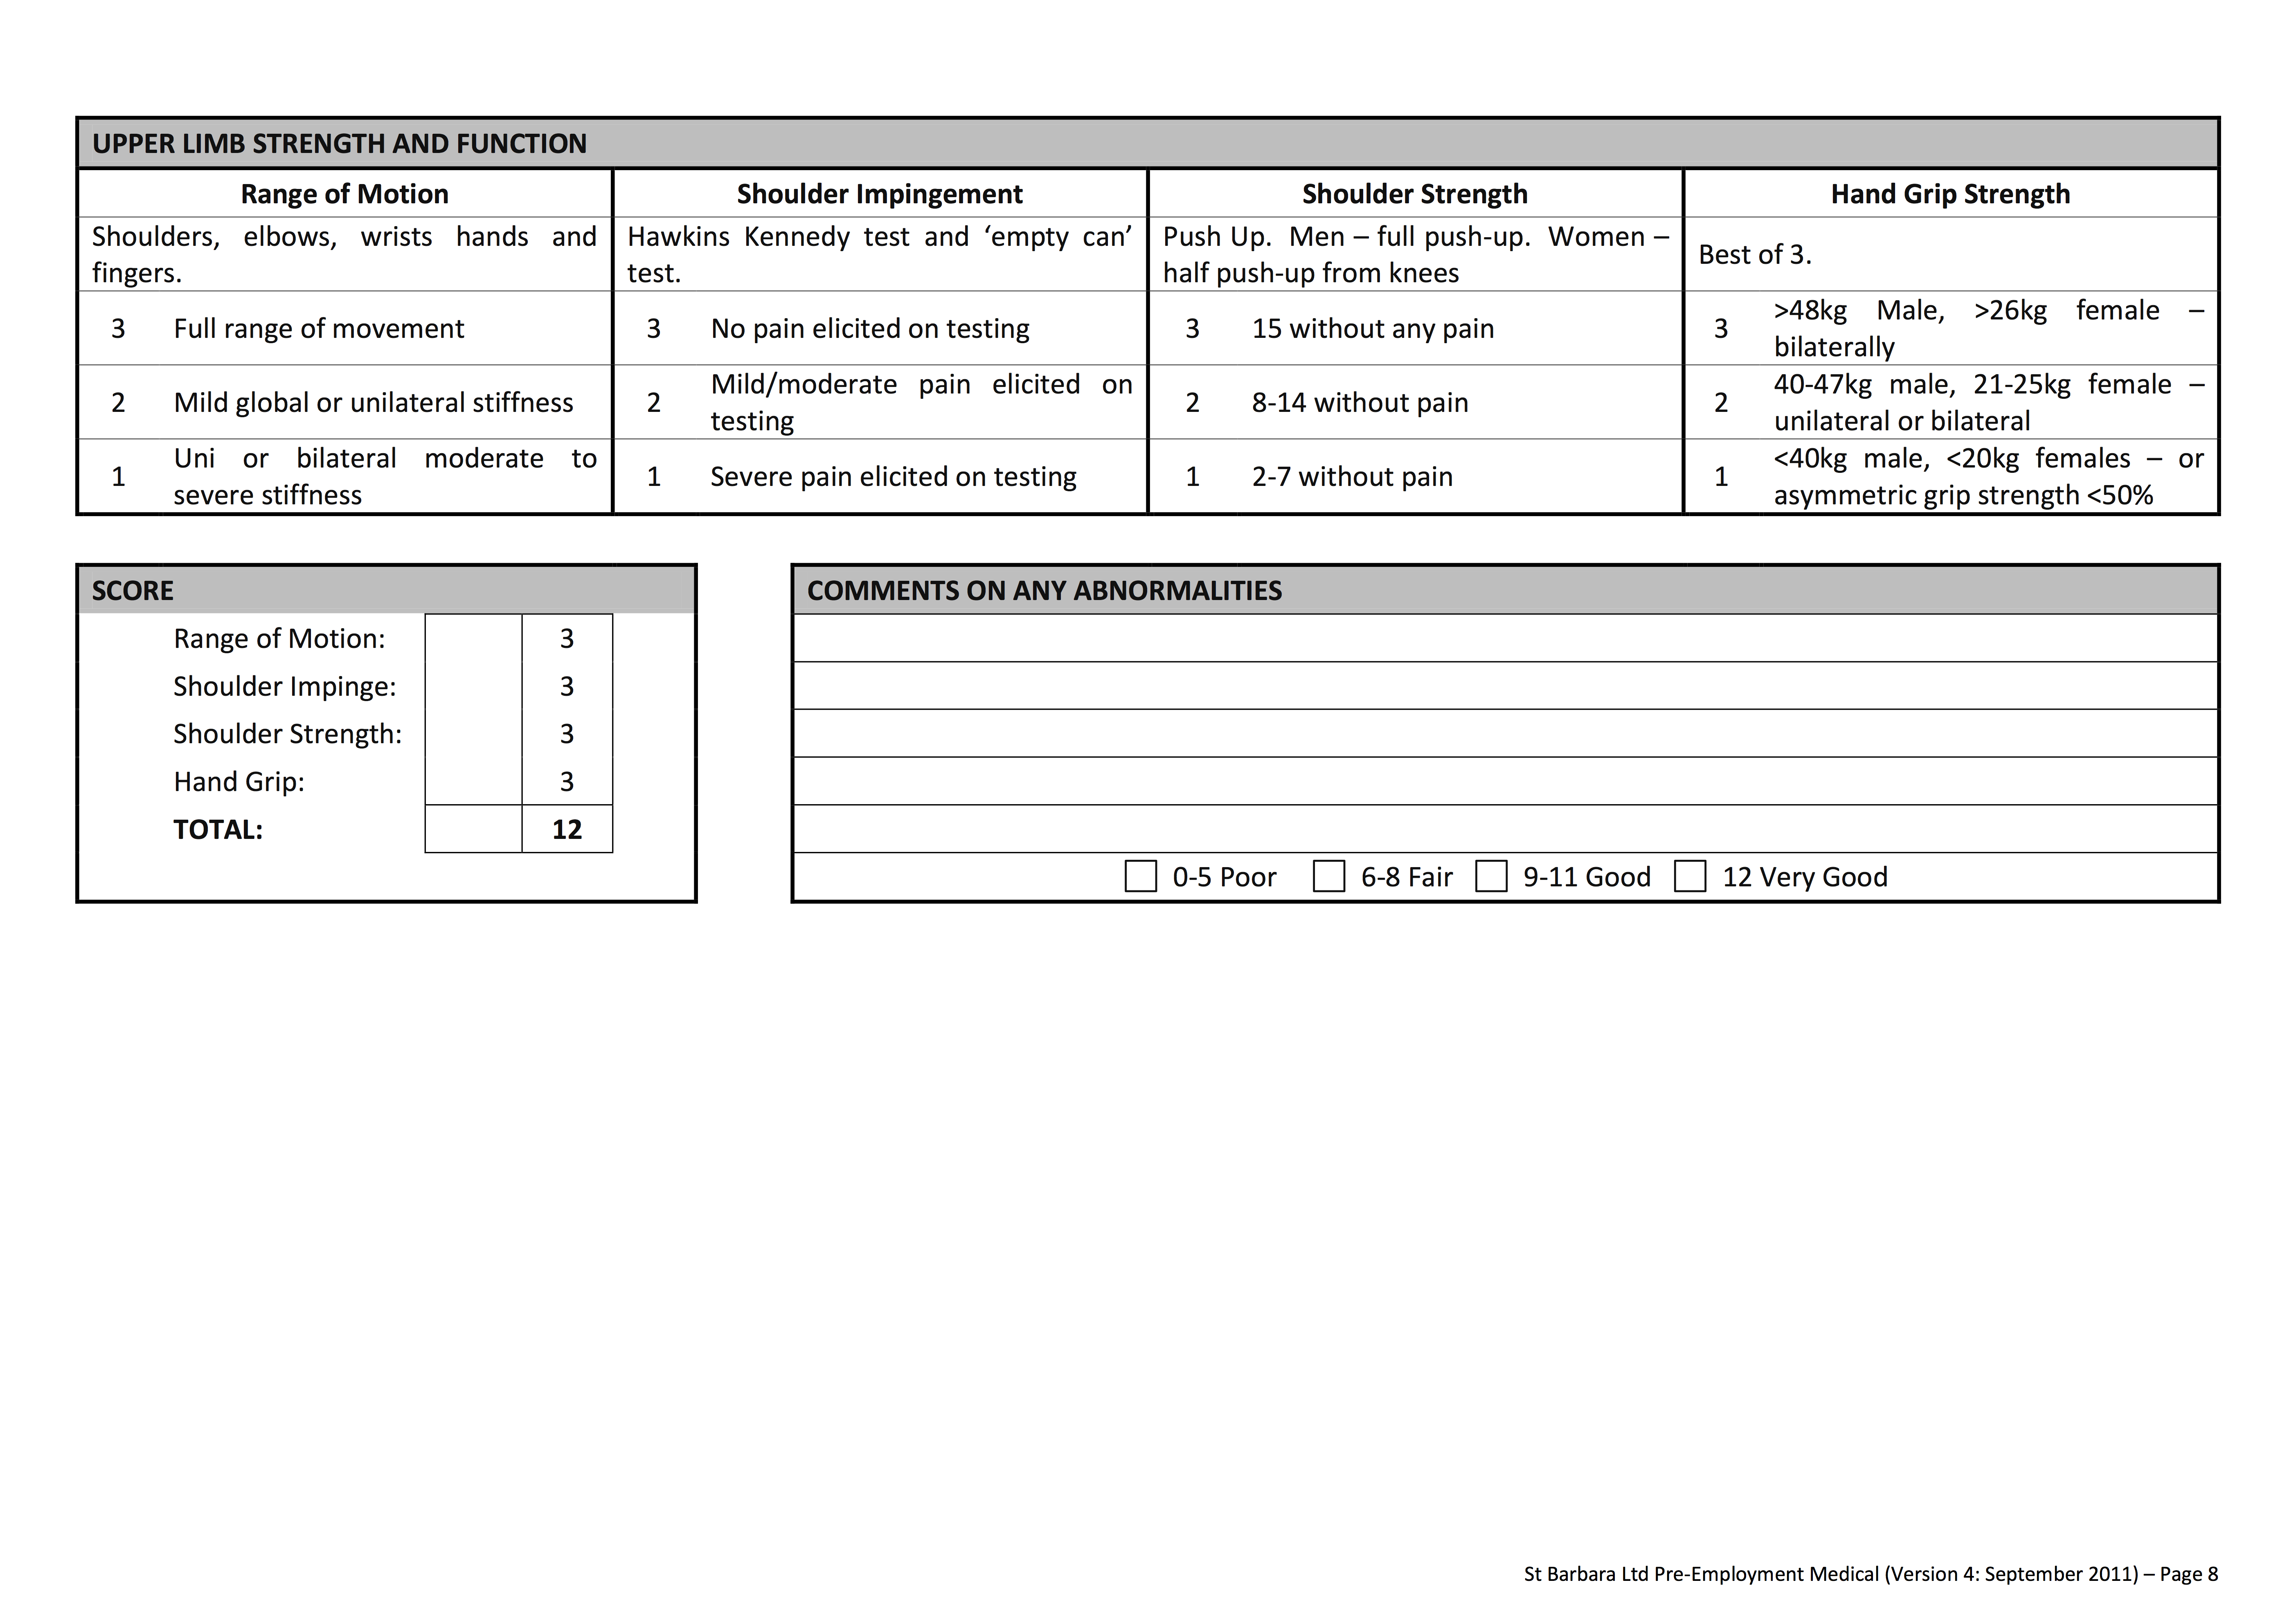 UPPER LIMB STRENGTH AND FUNCTION
Range of Motion
Shoulder Impingement
Shoulder Strength
Hand Grip Strength
Shoulders, elbows, wrists hands and
fingers.
Hawkins Kennedy test and ‘empty can’
test.
Push Up. Men – full push-up. Women –
half push-up from knees
Best of 3.
3 Full range of movement
3 No pain elicited on testing
3 15 without any pain
3 >48kg Male, >26kg female –
bilaterally
2 Mild global or unilateral stiffness
2 Mild/moderate pain elicited on
testing
2 8-14 without pain
2 40-47kg male, 21-25kg female –
unilateral or bilateral
1 Uni or bilateral moderate to
severe stiffness
1 Severe pain elicited on testing
1 2-7 without pain
1 <40kg male, <20kg females – or
asymmetric grip strength <50%
SCORE
Range of Motion: 3
Shoulder Impinge: 3
Shoulder Strength: 3
Hand Grip: 3
TOTAL: 12
COMMENTS ON ANY ABNORMALITIES
0-5 Poor 6-8 Fair 9-11 Good 12 Very Good
St Barbara Ltd Pre-Employment Medical (Version 4: September 2011) – Page 8